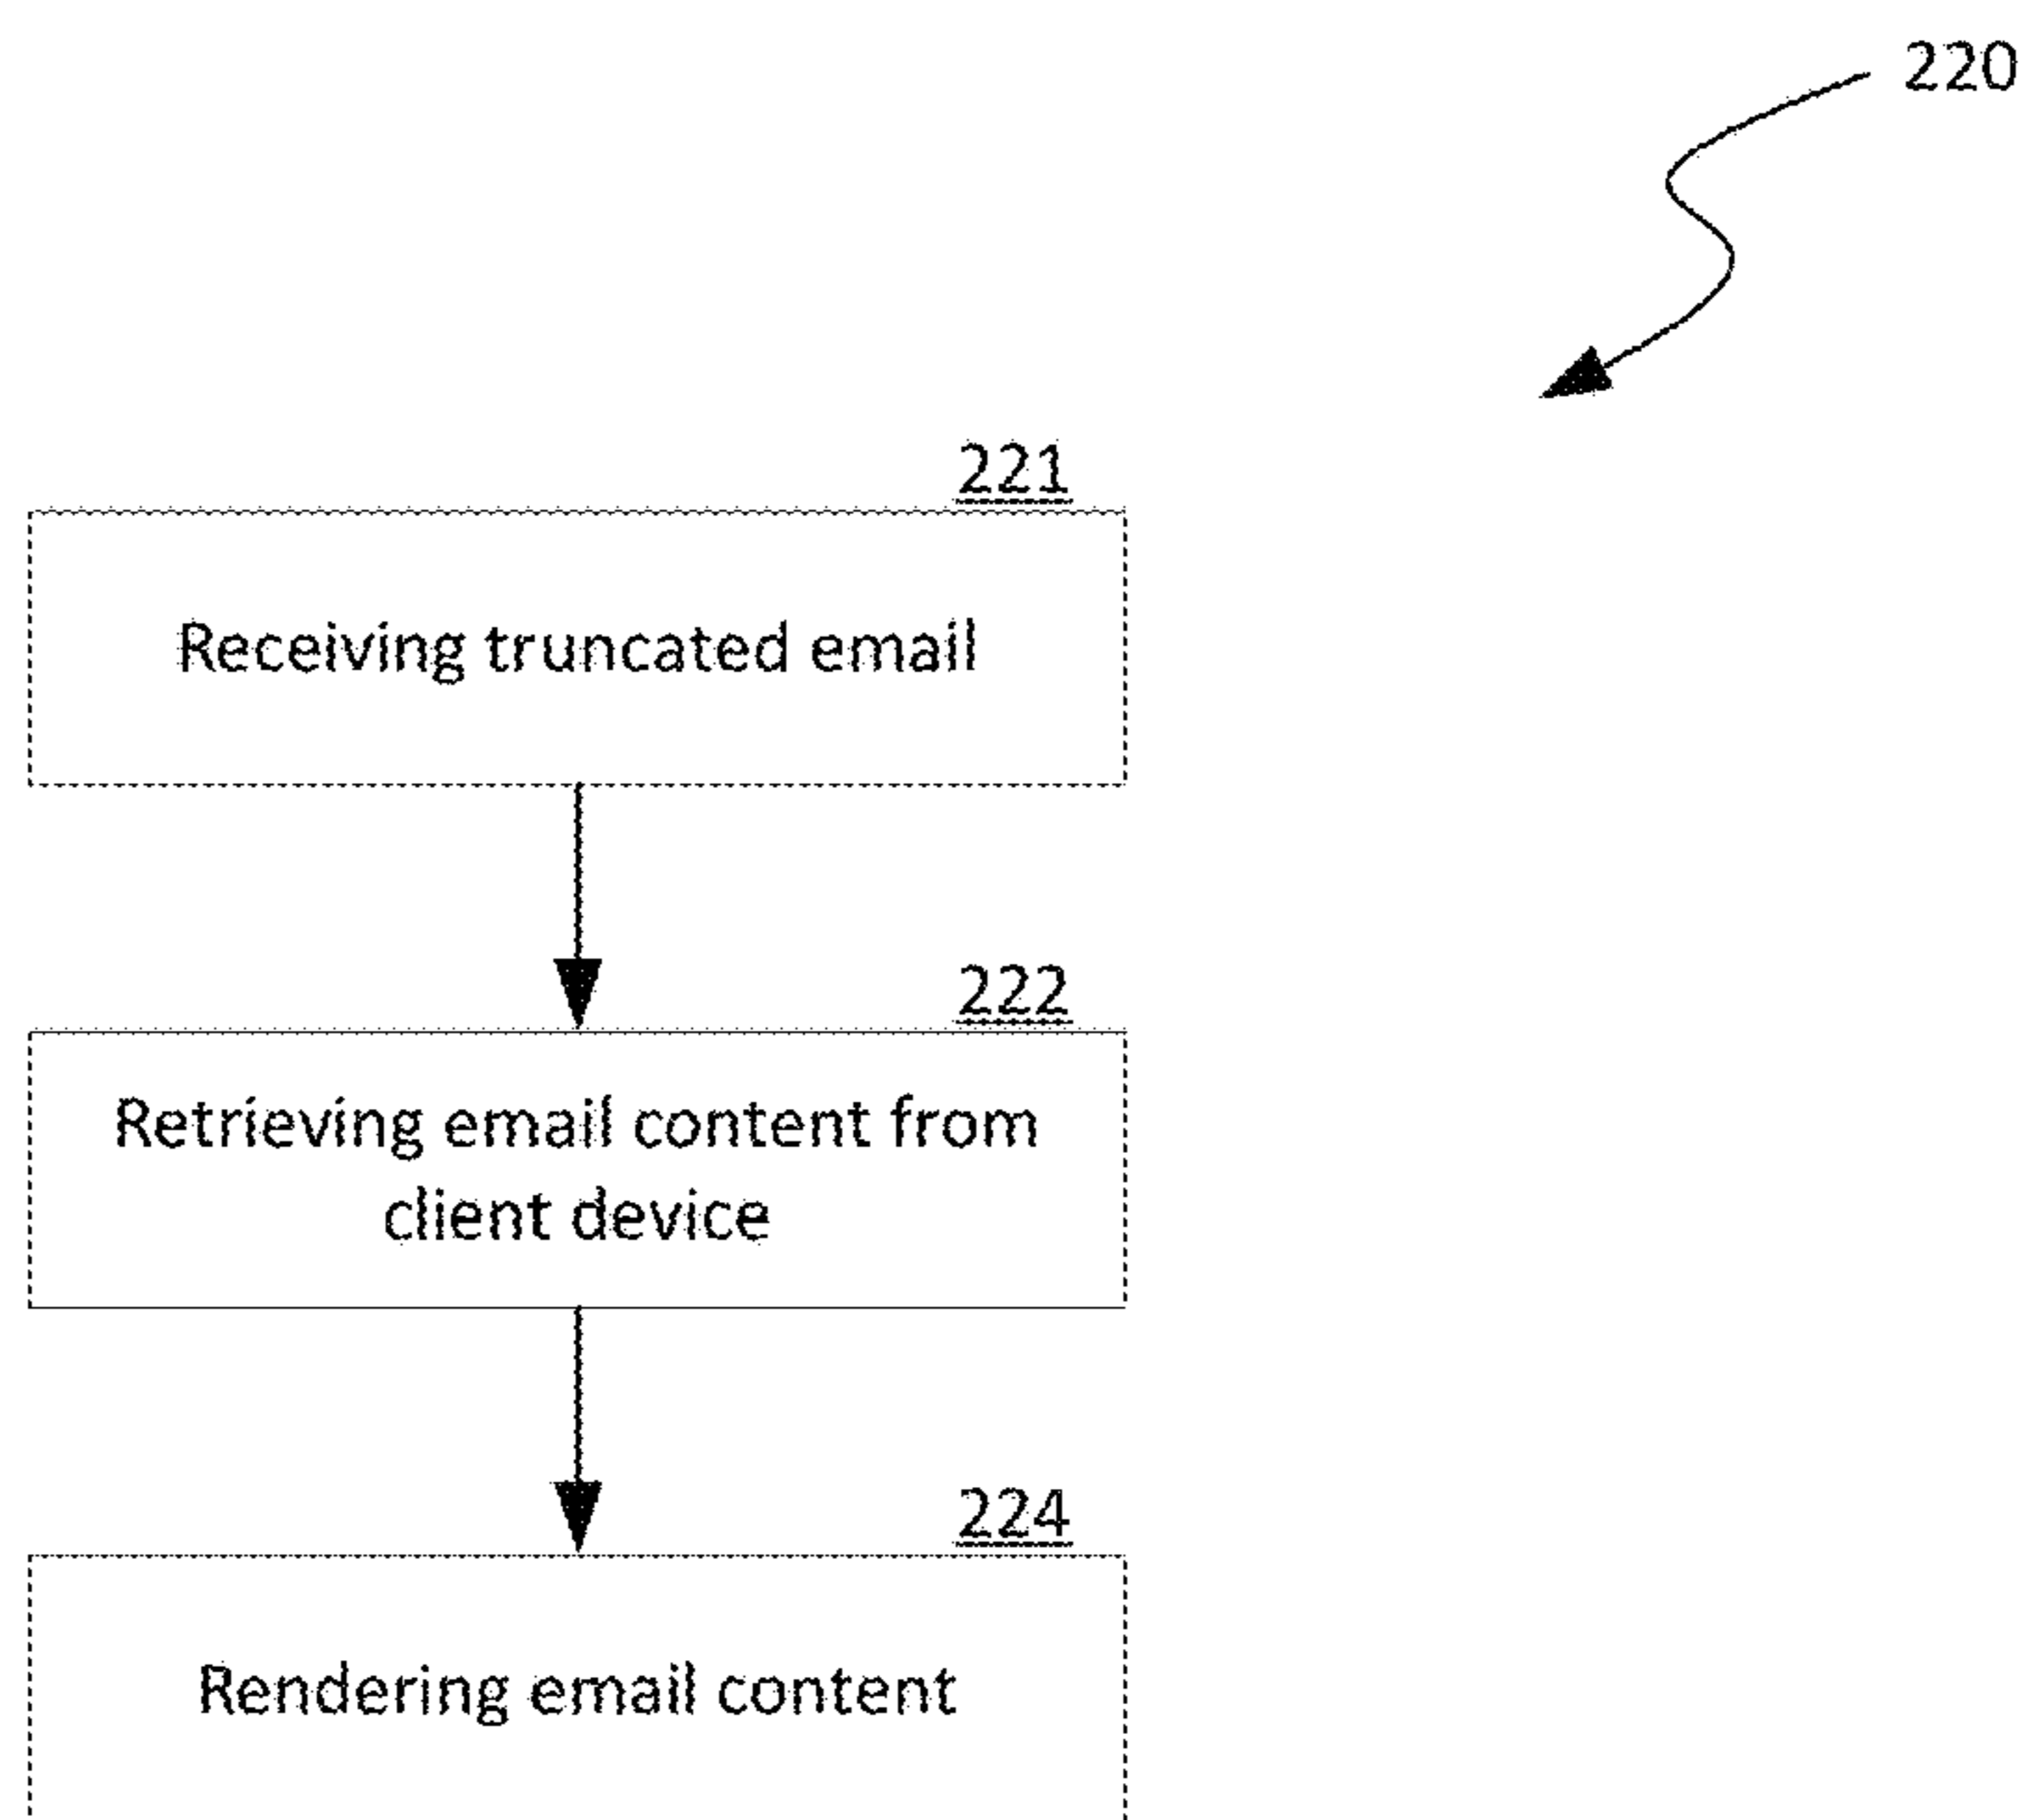 220
221
Receiving truncated email
222
Retrieving email content from
client device
224
Rendering email content